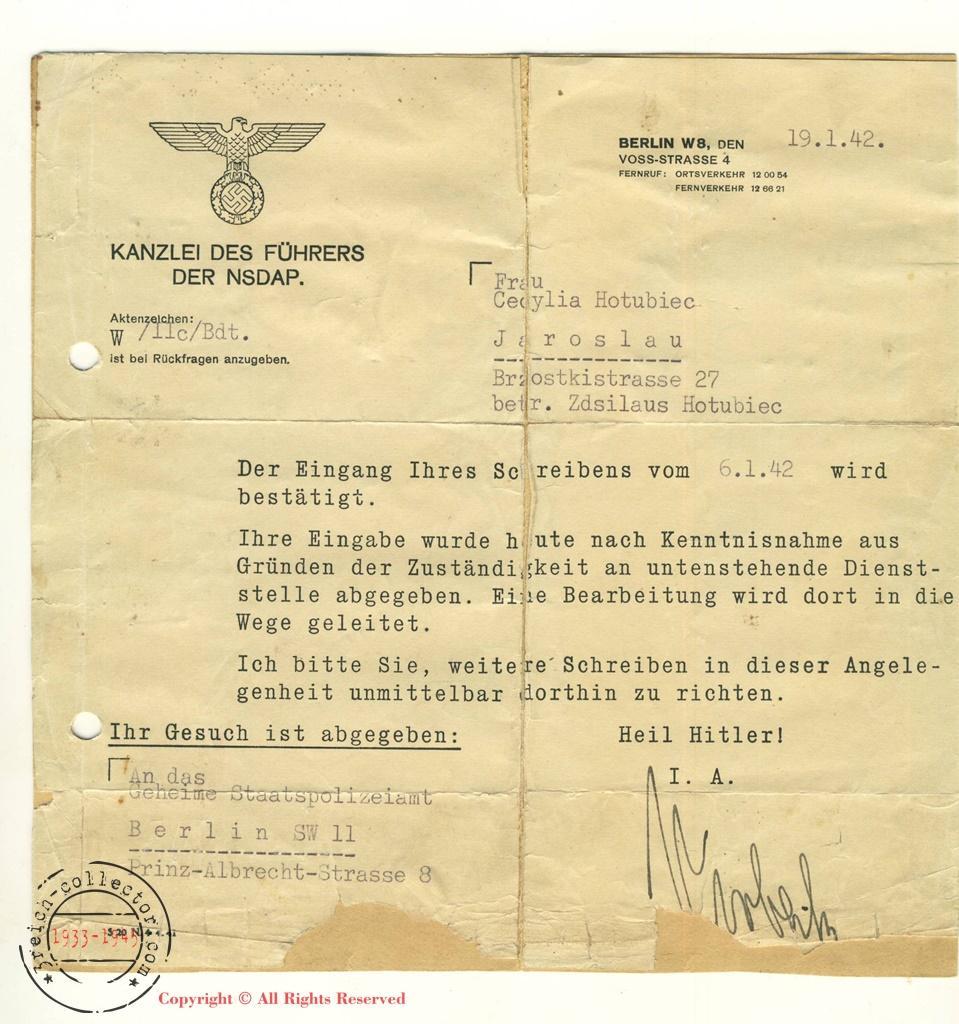 KANZLEI DES FÜHRERS
DER NSDAP.
Aktenzeichen:
W /IIc/Bdt.
ist bei Rückfragen anzugeben.
BERLIN W8, DEN 19.1.42.
VOSS-STRASSE 4
FERNRUF: ORTSVERKEHR 12 00 54
FERNVERKEHR 12 66 21
Frau
Cecylia Hotubiec
Jaroslau
Brzostkistrasse 27
betr. Zdsilaus Hotubiec
Der Eingang Ihres Schreibens vom 6.1.42 wird
bestätigt.
Ihre Eingabe wurde heute nach Kenntnisnahme aus
Gründen der Zuständigkeit an untenstehende Dienst-
stelle abgegeben. Eine Bearbeitung wird dort in die
Wege geleitet.
Ich bitte Sie, weitere Schreiben in dieser Angele-
genheit unmittelbar dorthin zu richten.
Ihr Gesuch ist abgegeben:
Heil Hitler!
I. A.
An das
Geheime Staatspolizeiamt
Berlin SW 11
Prinz-Albrecht-Strasse 8
3reich-collector.com
1933-1945
Copyright © All Rights Reserved